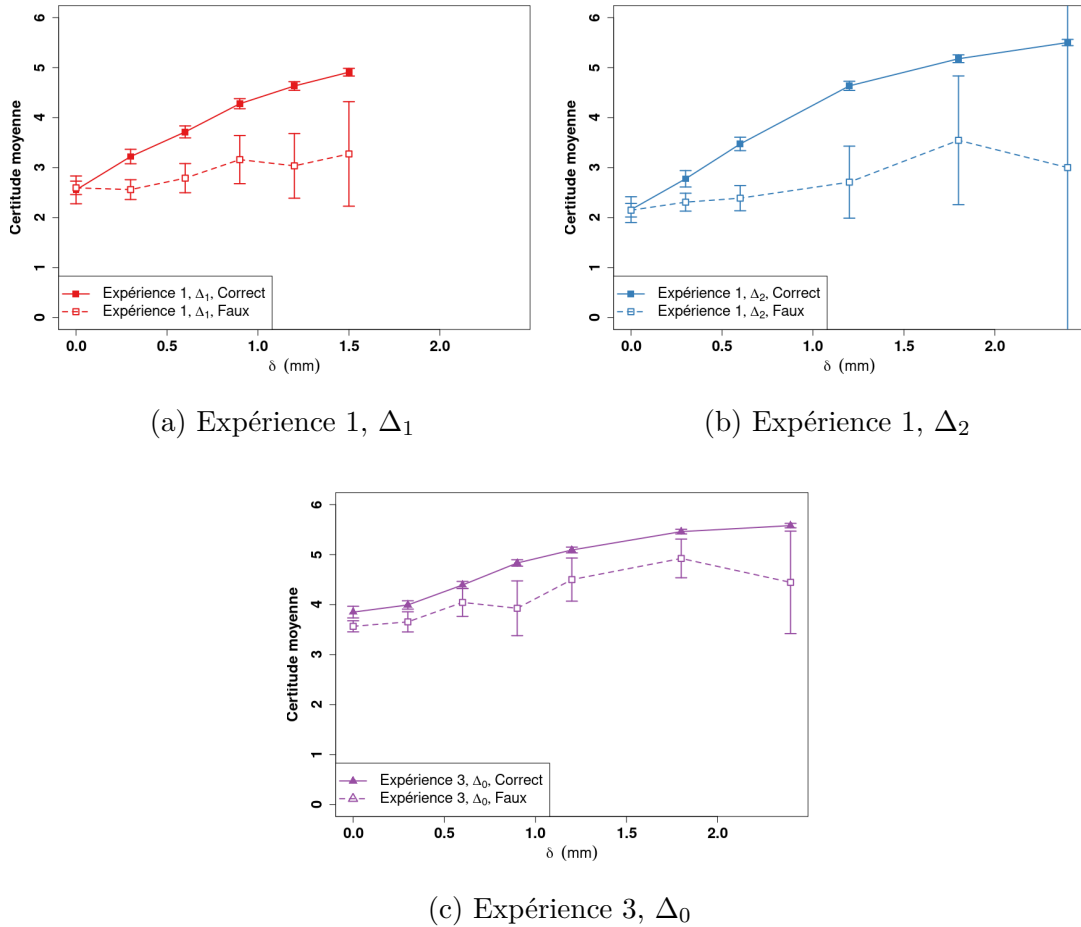 6
5
4
3
2
1
0
Certitude moyenne
Expérience 1, Δ₁, Correct
Expérience 1, Δ₁, Faux
0.0 0.5 1.0 1.5 2.0
δ (mm)
(a) Expérience 1, Δ₁
6
5
4
3
2
1
0
Certitude moyenne
Expérience 1, Δ₂, Correct
Expérience 1, Δ₂, Faux
0.0 0.5 1.0 1.5 2.0
δ (mm)
(b) Expérience 1, Δ₂
6
5
4
3
2
1
0
Certitude moyenne
Expérience 3, Δ₀, Correct
Expérience 3, Δ₀, Faux
0.0 0.5 1.0 1.5 2.0
δ (mm)
(c) Expérience 3, Δ₀